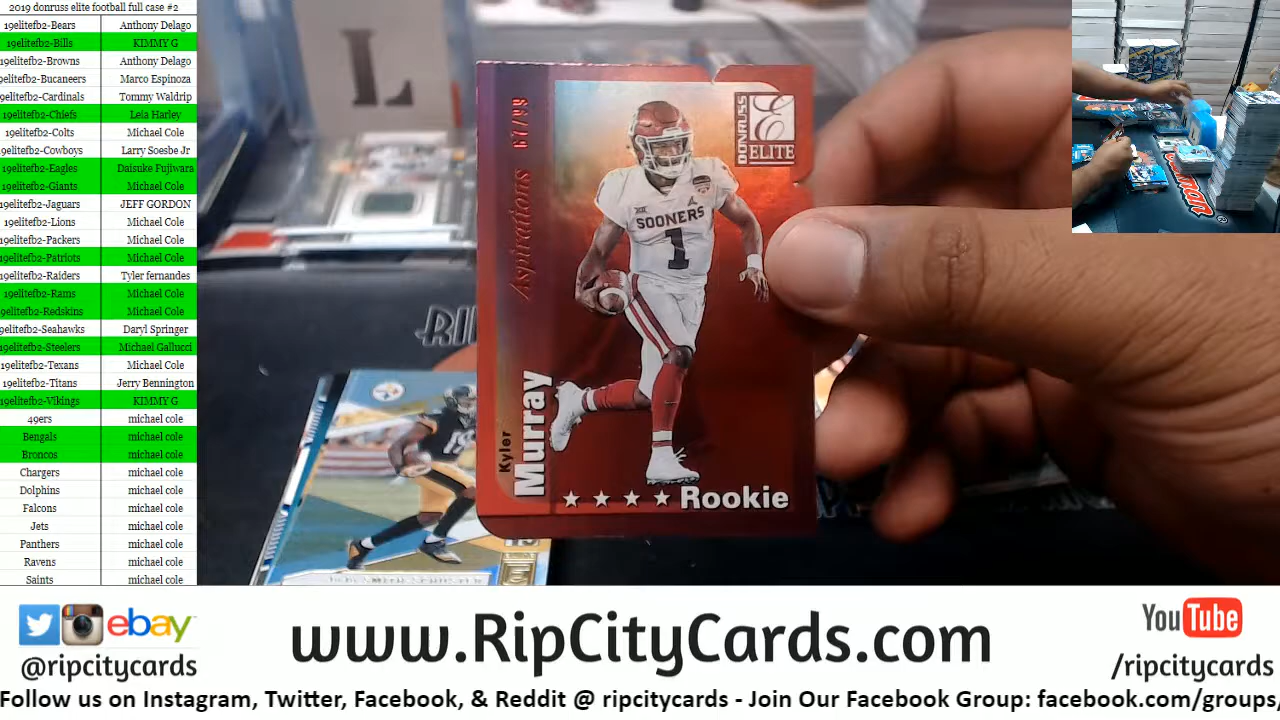 2019 donruss elite football full case #2
19elitefb2-Bears Anthony Delago
19elitefb2-Bills KIMMY G
19elitefb2-Browns Anthony Delago
9elitefb2-Bucaneers Marco Espinoza
9elitefb2-Cardinals Tommy Waldrip
19elitefb2-Chiefs Leia Harley
19elitefb2-Colts Michael Cole
19elitefb2-Cowboys Larry Soesbe Jr
19elitefb2-Eagles Daisuke Fujiwara
19elitefb2-Giants Michael Cole
19elitefb2-Jaguars JEFF GORDON
19elitefb2-Lions Michael Cole
19elitefb2-Packers Michael Cole
19elitefb2-Patriots Michael Cole
19elitefb2-Raiders Tyler fernandes
19elitefb2-Rams Michael Cole
19elitefb2-Redskins Michael Cole
9elitefb2-Seahawks Daryl Springer
19elitefb2-Steelers Michael Gallucci
19elitefb2-Texans Michael Cole
19elitefb2-Titans Jerry Bennington
19elitefb2-Vikings KIMMY G
49ers michael cole
Bengals michael cole
Broncos michael cole
Chargers michael cole
Dolphins michael cole
Falcons michael cole
Jets michael cole
Panthers michael cole
Ravens michael cole
Saints michael cole
Aspirations
DONRUSS
E
ELITE
SOONERS
1
Kyler
Murray
Rookie
ebay
@ripcitycards
www.RipCityCards.com
YouTube
/ripcitycards
Follow us on Instagram, Twitter, Facebook, & Reddit @ ripcitycards - Join Our Facebook Group: facebook.com/groups